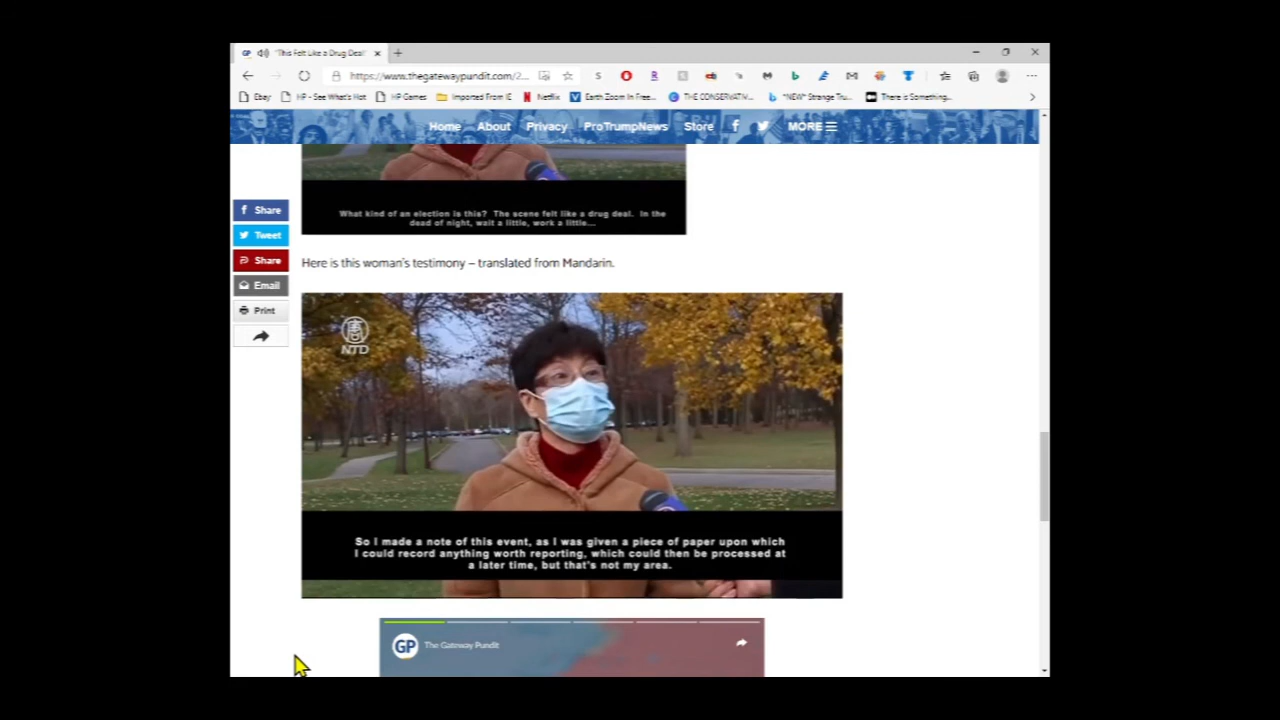 "This Felt Like a Drug Deal"
https://www.thegatewaypundit.com/2...
Ebay
HP - See What's Hot
HP Games
Imported From IE
Netflix
Earth Zoom In Free...
THE CONSERVATIV...
*NEW* Strange Tru...
There is Something...
Home
About
Privacy
ProTrumpNews
Store
MORE
Share
Tweet
Share
Email
Print
What kind of an election is this? The scene felt like a drug deal. In the
dead of night, wait a little, work a little...
Here is this woman's testimony – translated from Mandarin.
NTD
So I made a note of this event, as I was given a piece of paper upon which
I could record anything worth reporting, which could then be processed at
a later time, but that's not my area.
GP
The Gateway Pundit